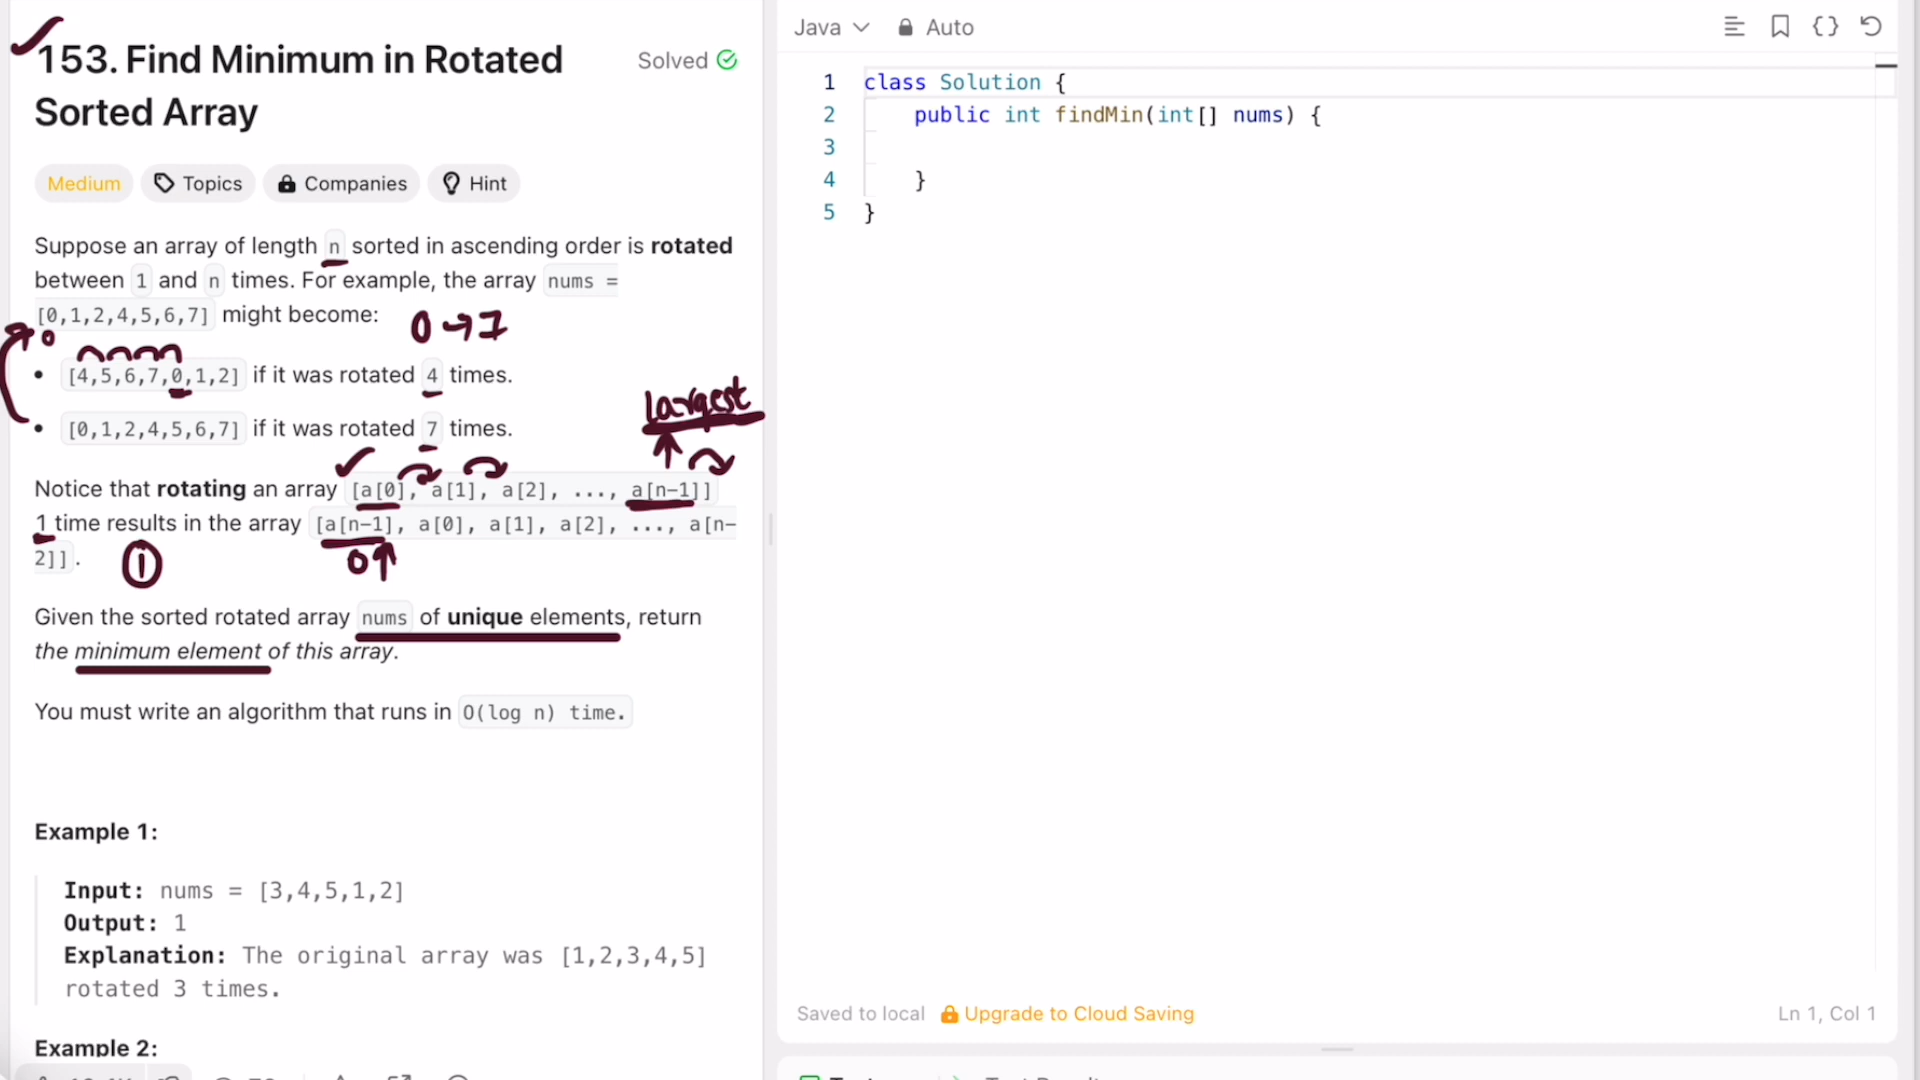 153. Find Minimum in Rotated
Sorted Array
Solved
Medium
Topics
Companies
Hint
Suppose an array of length n sorted in ascending order is rotated
between 1 and n times. For example, the array nums =
[0,1,2,4,5,6,7] might become:
0→7
0
[4,5,6,7,0,1,2] if it was rotated 4 times.
largest
[0,1,2,4,5,6,7] if it was rotated 7 times.
Notice that rotating an array [a[0], a[1], a[2], ..., a[n-1]]
1 time results in the array [a[n-1], a[0], a[1], a[2], ..., a[n-
2]].
1
0
Given the sorted rotated array nums of unique elements, return
the minimum element of this array.
You must write an algorithm that runs in O(log n) time.
Example 1:
Input: nums = [3,4,5,1,2]
Output: 1
Explanation: The original array was [1,2,3,4,5]
rotated 3 times.
Example 2:
Java
Auto
1 class Solution {
2 public int findMin(int[] nums) {
3
4 }
5 }
Saved to local
Upgrade to Cloud Saving
Ln 1, Col 1